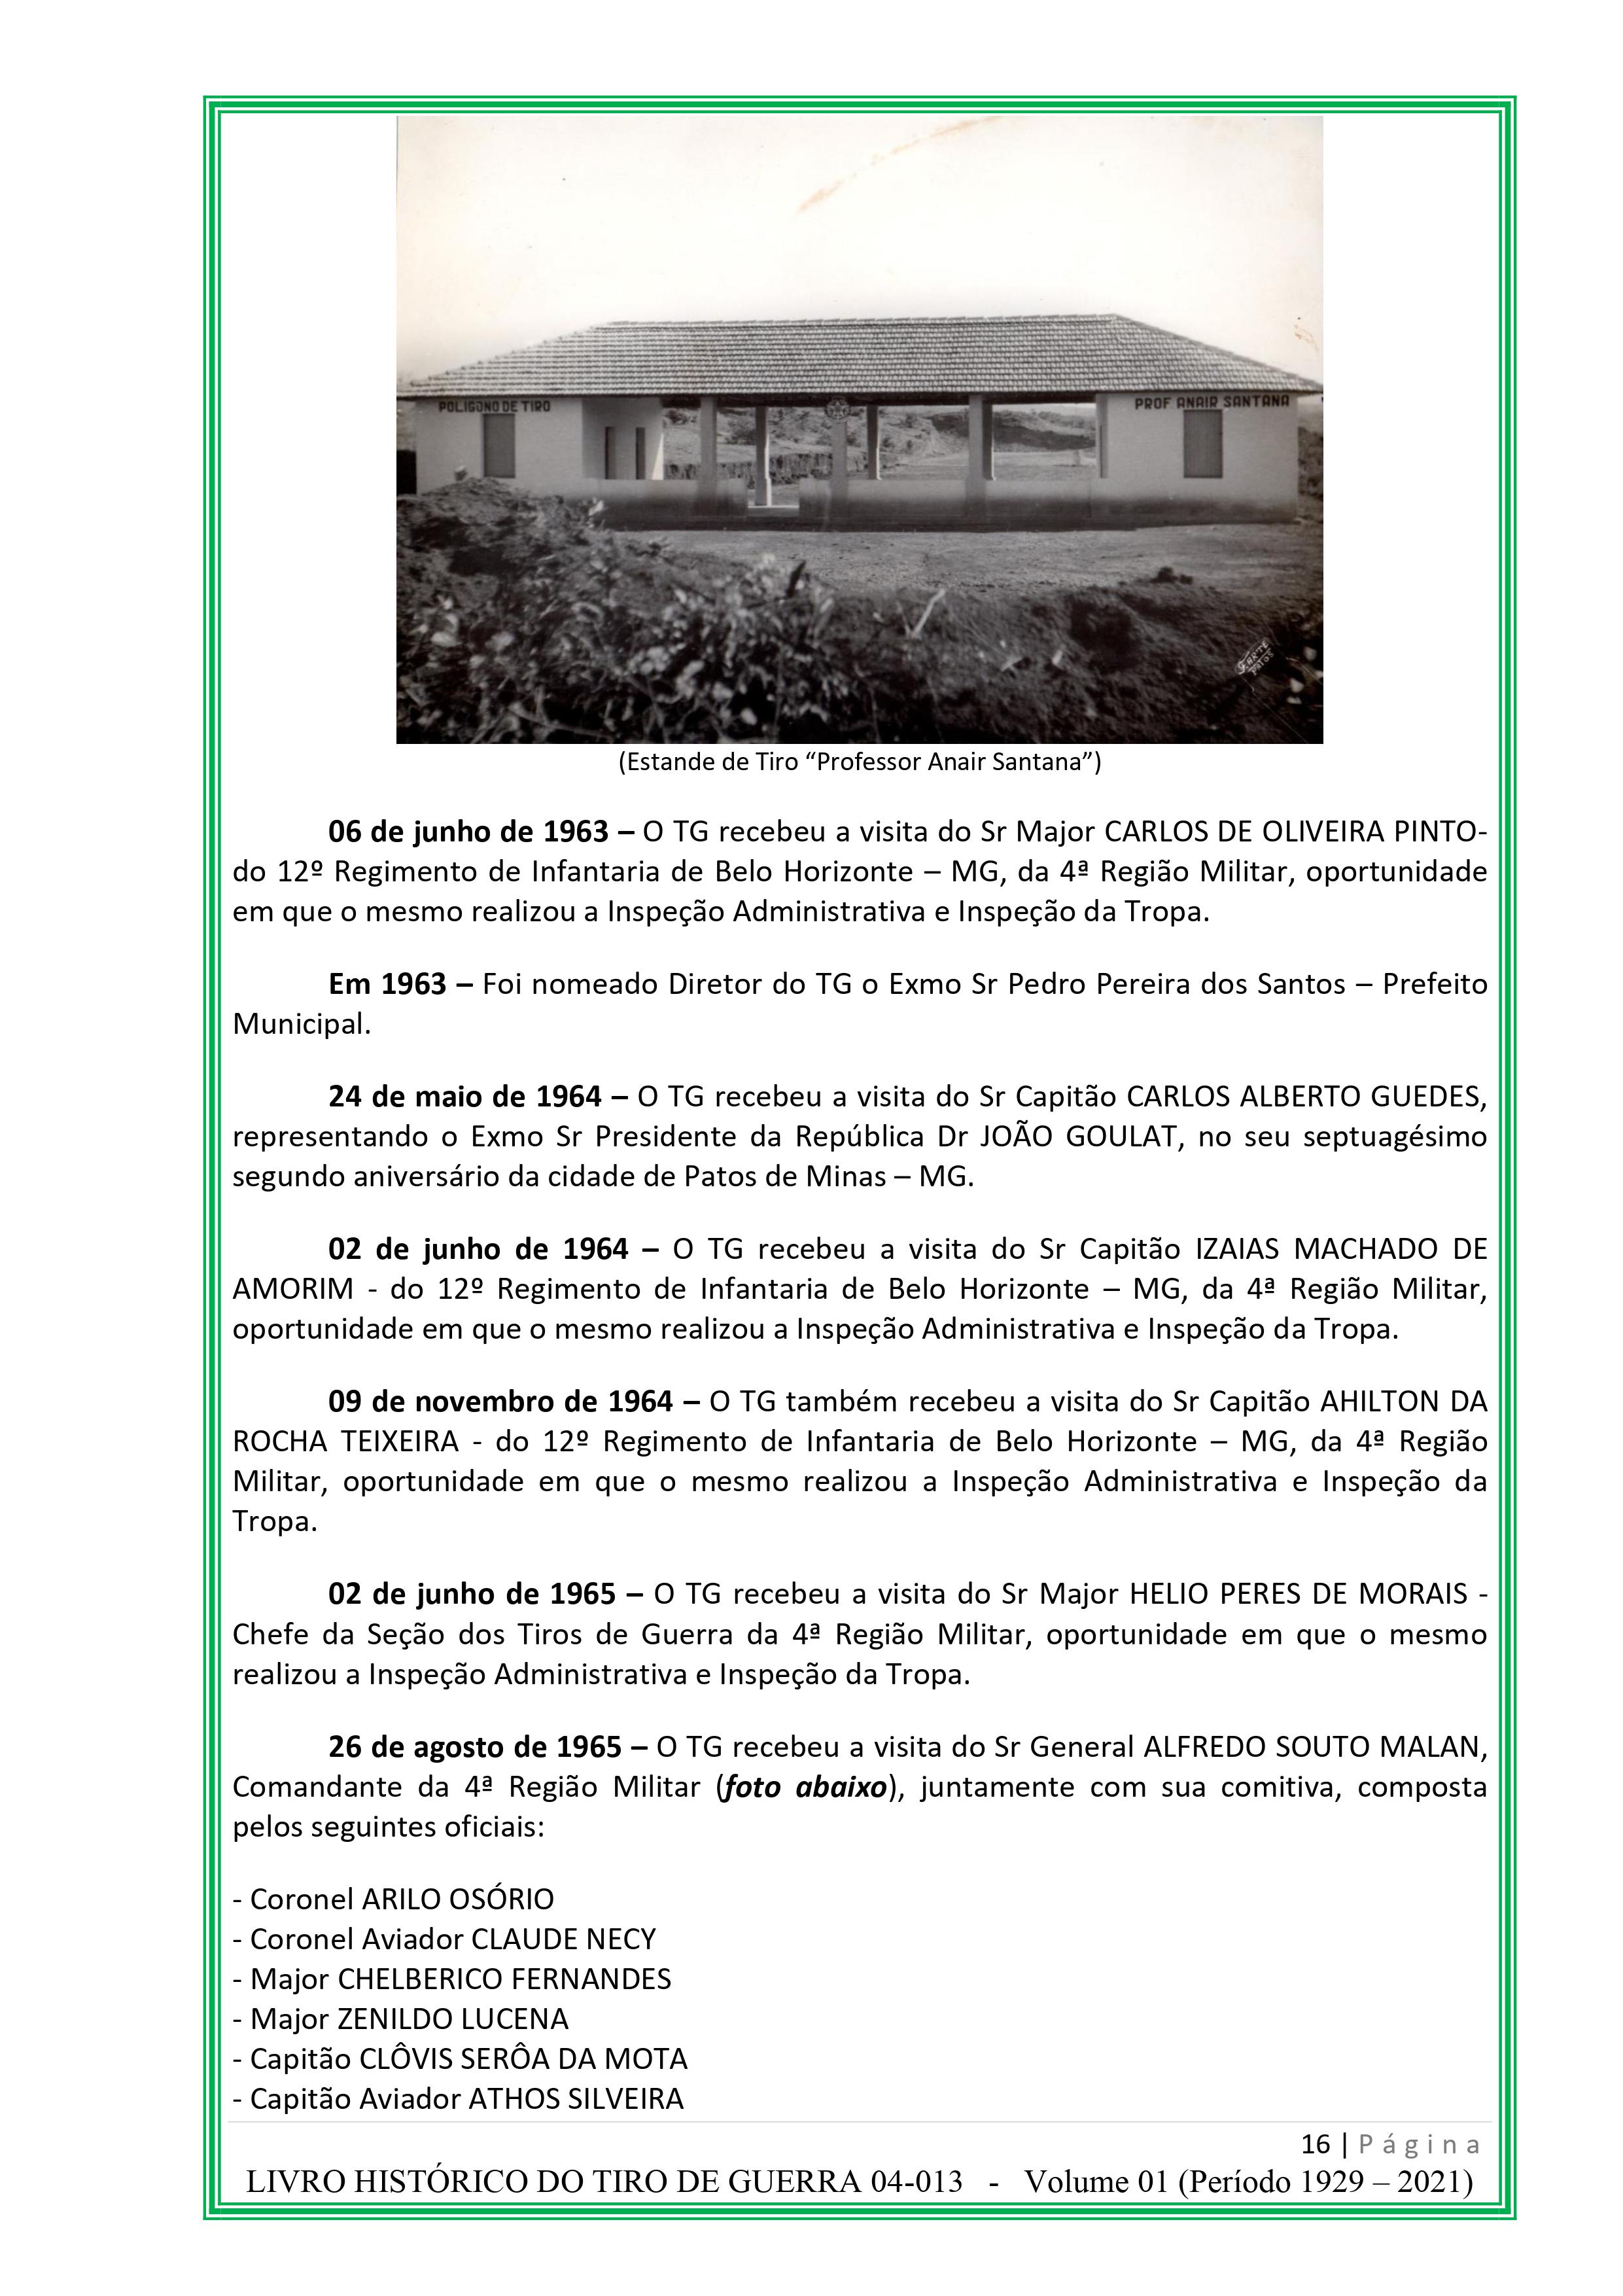 POLIGONO DE TIRO
PROF ANAIR SANTANA
PATOS
(Estande de Tiro “Professor Anair Santana”)
06 de junho de 1963 – O TG recebeu a visita do Sr Major CARLOS DE OLIVEIRA PINTO-
do 12º Regimento de Infantaria de Belo Horizonte – MG, da 4ª Região Militar, oportunidade
em que o mesmo realizou a Inspeção Administrativa e Inspeção da Tropa.
Em 1963 – Foi nomeado Diretor do TG o Exmo Sr Pedro Pereira dos Santos – Prefeito
Municipal.
24 de maio de 1964 – O TG recebeu a visita do Sr Capitão CARLOS ALBERTO GUEDES,
representando o Exmo Sr Presidente da República Dr JOÃO GOULAT, no seu septuagésimo
segundo aniversário da cidade de Patos de Minas – MG.
02 de junho de 1964 – O TG recebeu a visita do Sr Capitão IZAIAS MACHADO DE
AMORIM - do 12º Regimento de Infantaria de Belo Horizonte – MG, da 4ª Região Militar,
oportunidade em que o mesmo realizou a Inspeção Administrativa e Inspeção da Tropa.
09 de novembro de 1964 – O TG também recebeu a visita do Sr Capitão AHILTON DA
ROCHA TEIXEIRA - do 12º Regimento de Infantaria de Belo Horizonte – MG, da 4ª Região
Militar, oportunidade em que o mesmo realizou a Inspeção Administrativa e Inspeção da
Tropa.
02 de junho de 1965 – O TG recebeu a visita do Sr Major HELIO PERES DE MORAIS -
Chefe da Seção dos Tiros de Guerra da 4ª Região Militar, oportunidade em que o mesmo
realizou a Inspeção Administrativa e Inspeção da Tropa.
26 de agosto de 1965 – O TG recebeu a visita do Sr General ALFREDO SOUTO MALAN,
Comandante da 4ª Região Militar (foto abaixo), juntamente com sua comitiva, composta
pelos seguintes oficiais:
- Coronel ARILO OSÓRIO
- Coronel Aviador CLAUDE NECY
- Major CHELBERICO FERNANDES
- Major ZENILDO LUCENA
- Capitão CLÔVIS SERÔA DA MOTA
- Capitão Aviador ATHOS SILVEIRA
16 | Página
LIVRO HISTÓRICO DO TIRO DE GUERRA 04-013 - Volume 01 (Período 1929 – 2021)